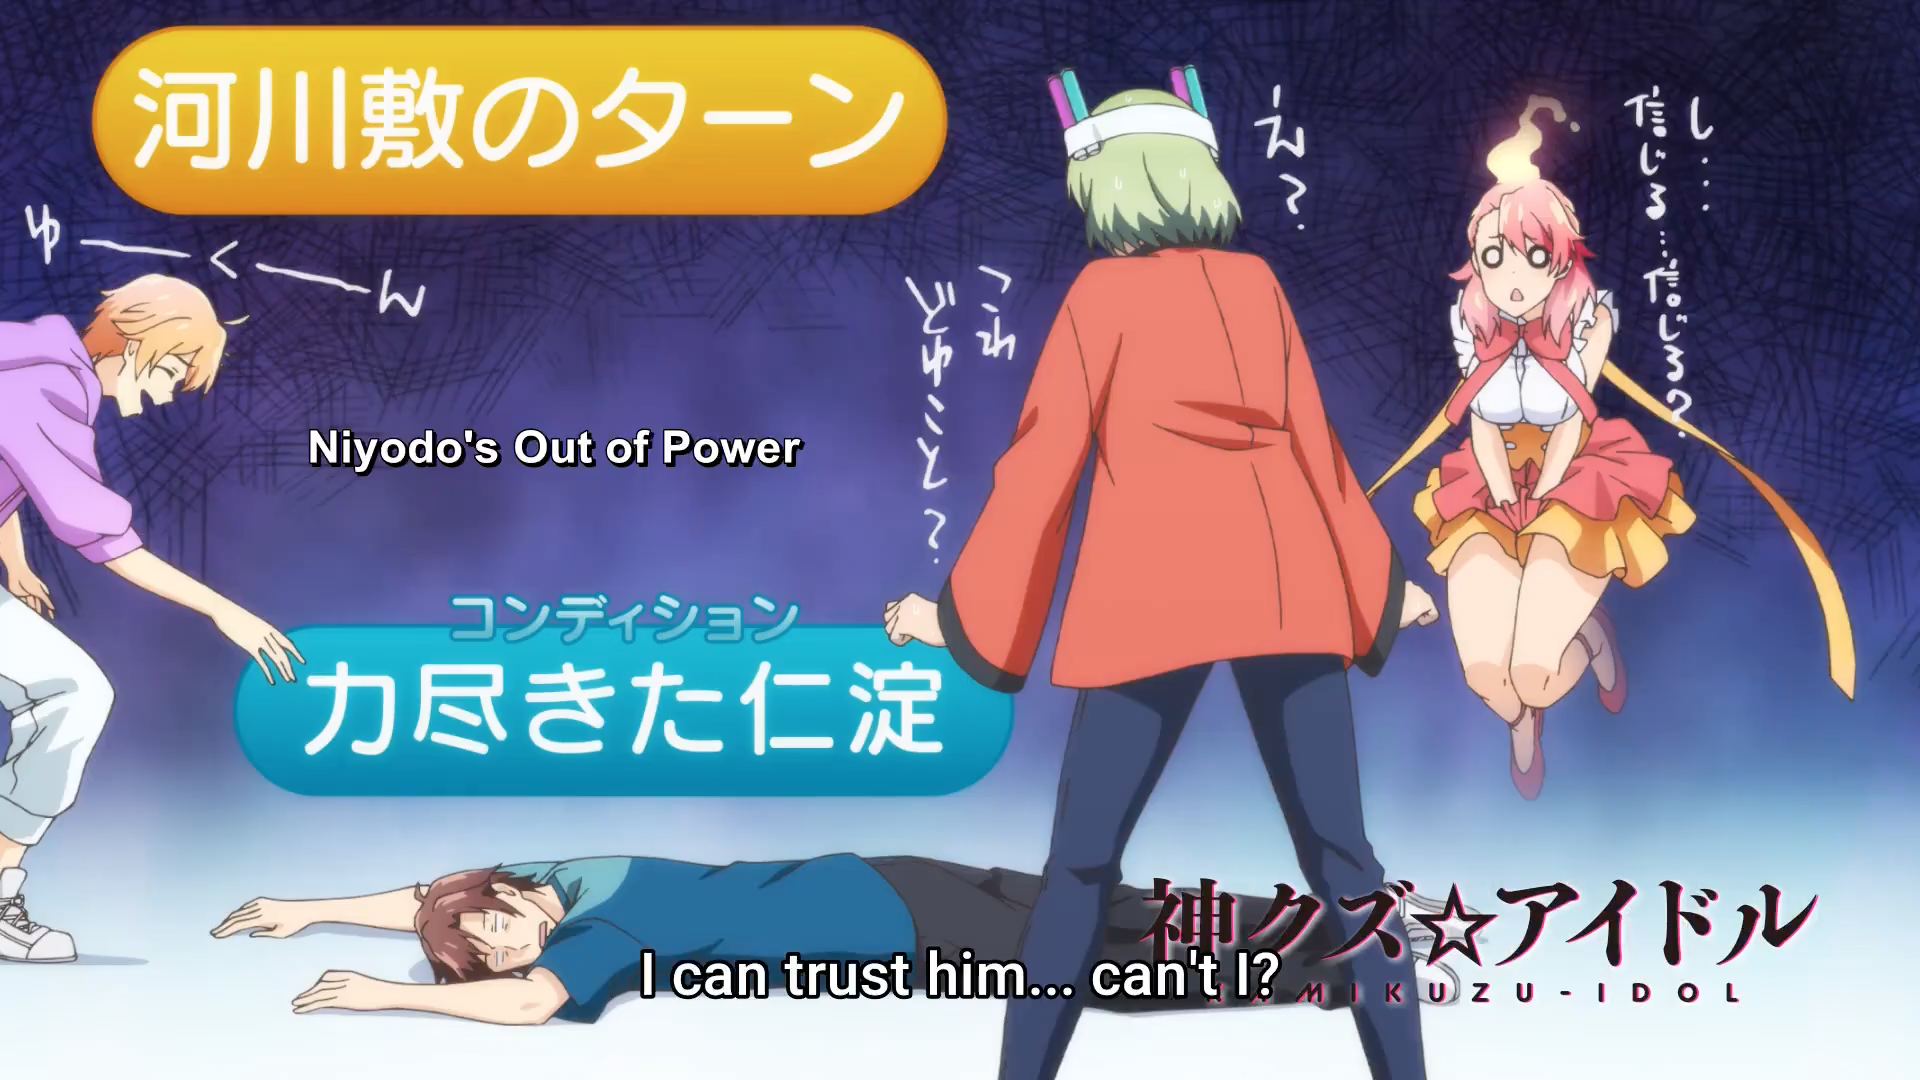 河川敷のターン
ゆーくーん
え?
し…
信じる…信じる?
これ
どゆこと?
Niyodo's Out of Power
コンディション
力尽きた仁淀
神クズ☆アイドル
KAMIKUZU-IDOL
I can trust him... can't I?